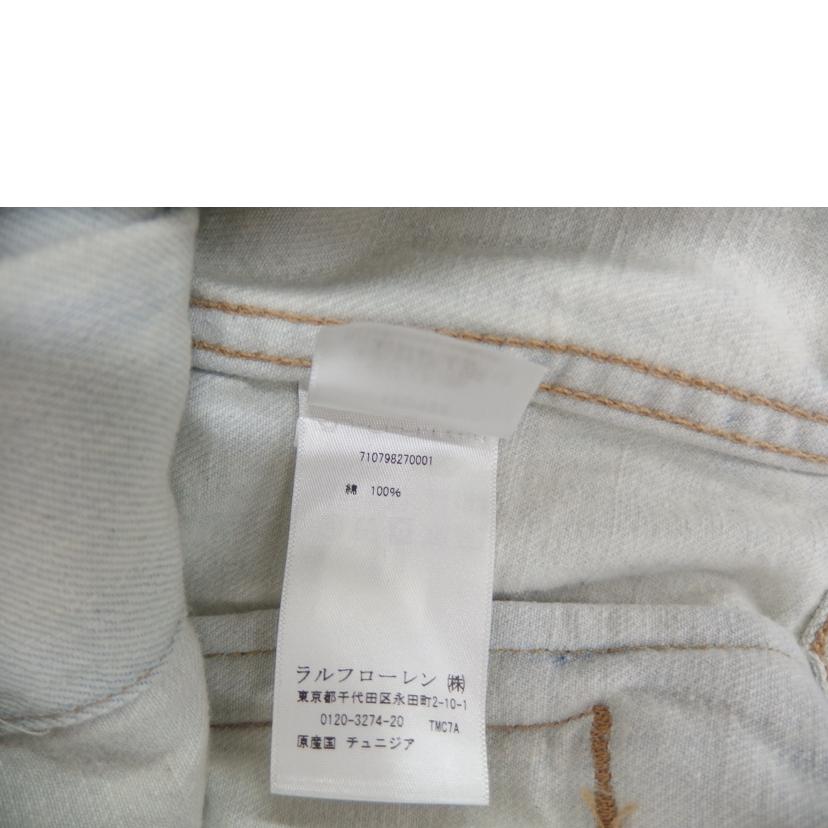 710798270001
綿 100%
ラルフローレン ㈱
東京都千代田区永田町2-10-1
0120-3274-20 TMC7A
原産国 チュニジア